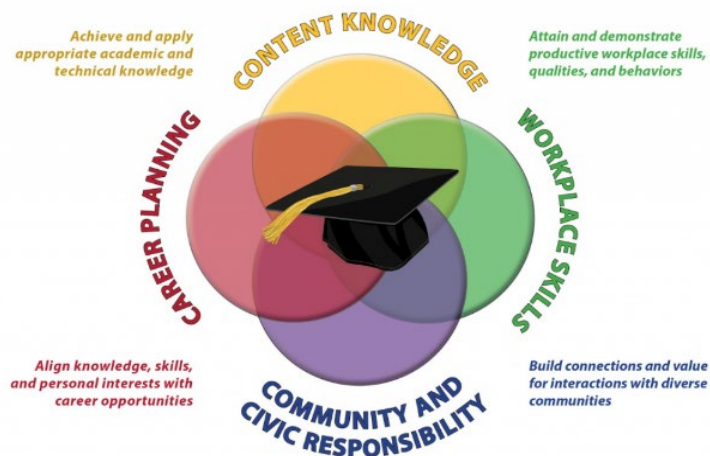 Achieve and apply
appropriate academic and
technical knowledge
CONTENT KNOWLEDGE
Attain and demonstrate
productive workplace skills,
qualities, and behaviors
CAREER PLANNING
WORKPLACE SKILLS
Align knowledge, skills,
and personal interests with
career opportunities
COMMUNITY AND
CIVIC RESPONSIBILITY
Build connections and value
for interactions with diverse
communities